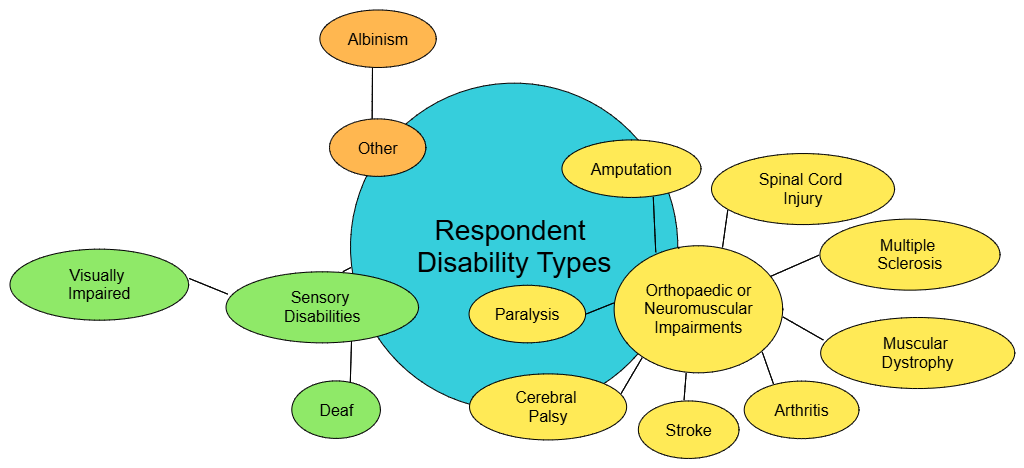 Albinism
Other
Amputation
Spinal Cord
Injury
Respondent
Disability Types
Multiple
Sclerosis
Visually
Impaired
Sensory
Disabilities
Orthopaedic or
Neuromuscular
Impairments
Paralysis
Muscular
Dystrophy
Cerebral
Palsy
Deaf
Stroke
Arthritis